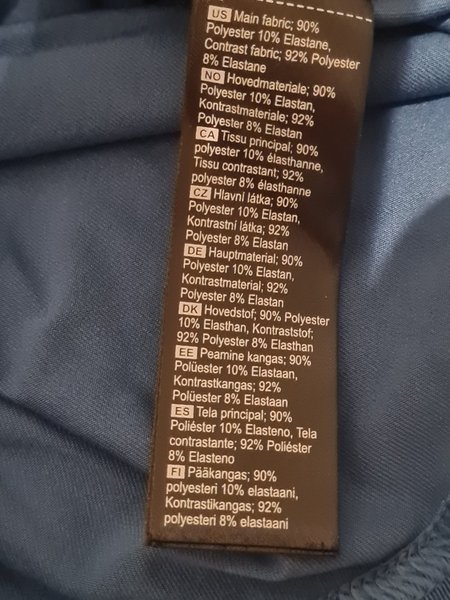 US Main fabric; 90%
Polyester 10% Elastane,
Contrast fabric; 92% Polyester
8% Elastane
NO Hovedmateriale; 90%
Polyester 10% Elastan,
Kontrastmateriale; 92%
Polyester 8% Elastan
CA Tissu principal; 90%
polyester 10% élasthanne,
Tissu contrastant; 92%
polyester 8% élasthanne
CZ Hlavní látka; 90%
Polyester 10% Elastan,
Kontrastní látka; 92%
Polyester 8% Elastan
DE Hauptmaterial; 90%
Polyester 10% Elastan,
Kontrastmaterial; 92%
Polyester 8% Elastan
DK Hovedstof; 90% Polyester
10% Elasthan, Kontraststof;
92% Polyester 8% Elasthan
EE Peamine kangas; 90%
Polüester 10% Elastaan,
Kontrastkangas; 92%
Polüester 8% Elastaan
ES Tela principal; 90%
Poliéster 10% Elasteno, Tela
contrastante; 92% Poliéster
8% Elasteno
FI Pääkangas; 90%
polyesteri 10% elastaani,
Kontrastikangas; 92%
polyesteri 8% elastaani